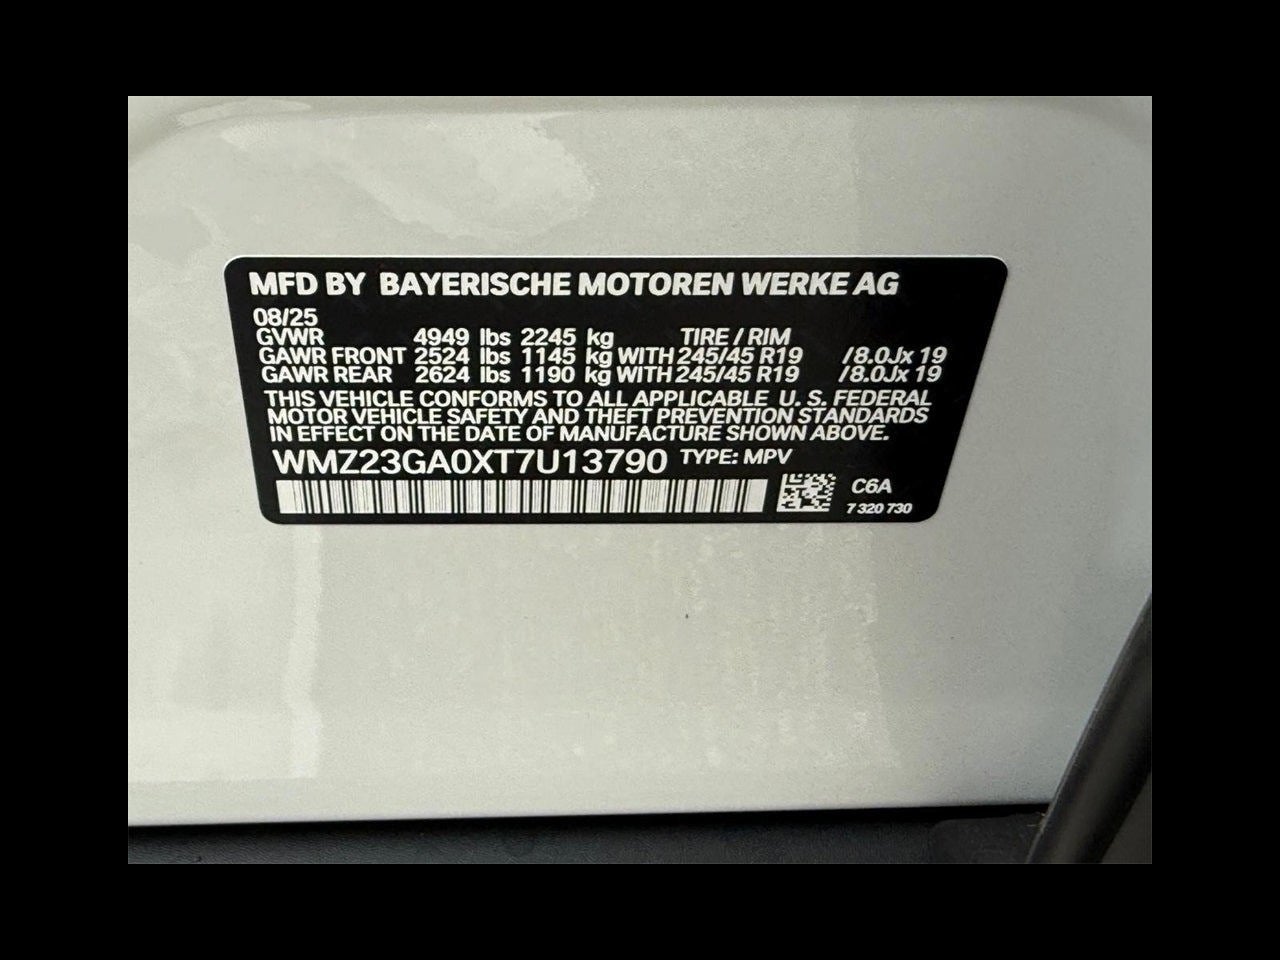 MFD BY BAYERISCHE MOTOREN WERKE AG
08/25
GVWR 4949 lbs 2245 kg TIRE / RIM
GAWR FRONT 2524 lbs 1145 kg WITH 245/45 R19 /8.0Jx 19
GAWR REAR 2624 lbs 1190 kg WITH 245/45 R19 /8.0Jx 19
THIS VEHICLE CONFORMS TO ALL APPLICABLE U. S. FEDERAL
MOTOR VEHICLE SAFETY AND THEFT PREVENTION STANDARDS
IN EFFECT ON THE DATE OF MANUFACTURE SHOWN ABOVE.
WMZ23GA0XT7U13790 TYPE: MPV
C6A
7 320 730